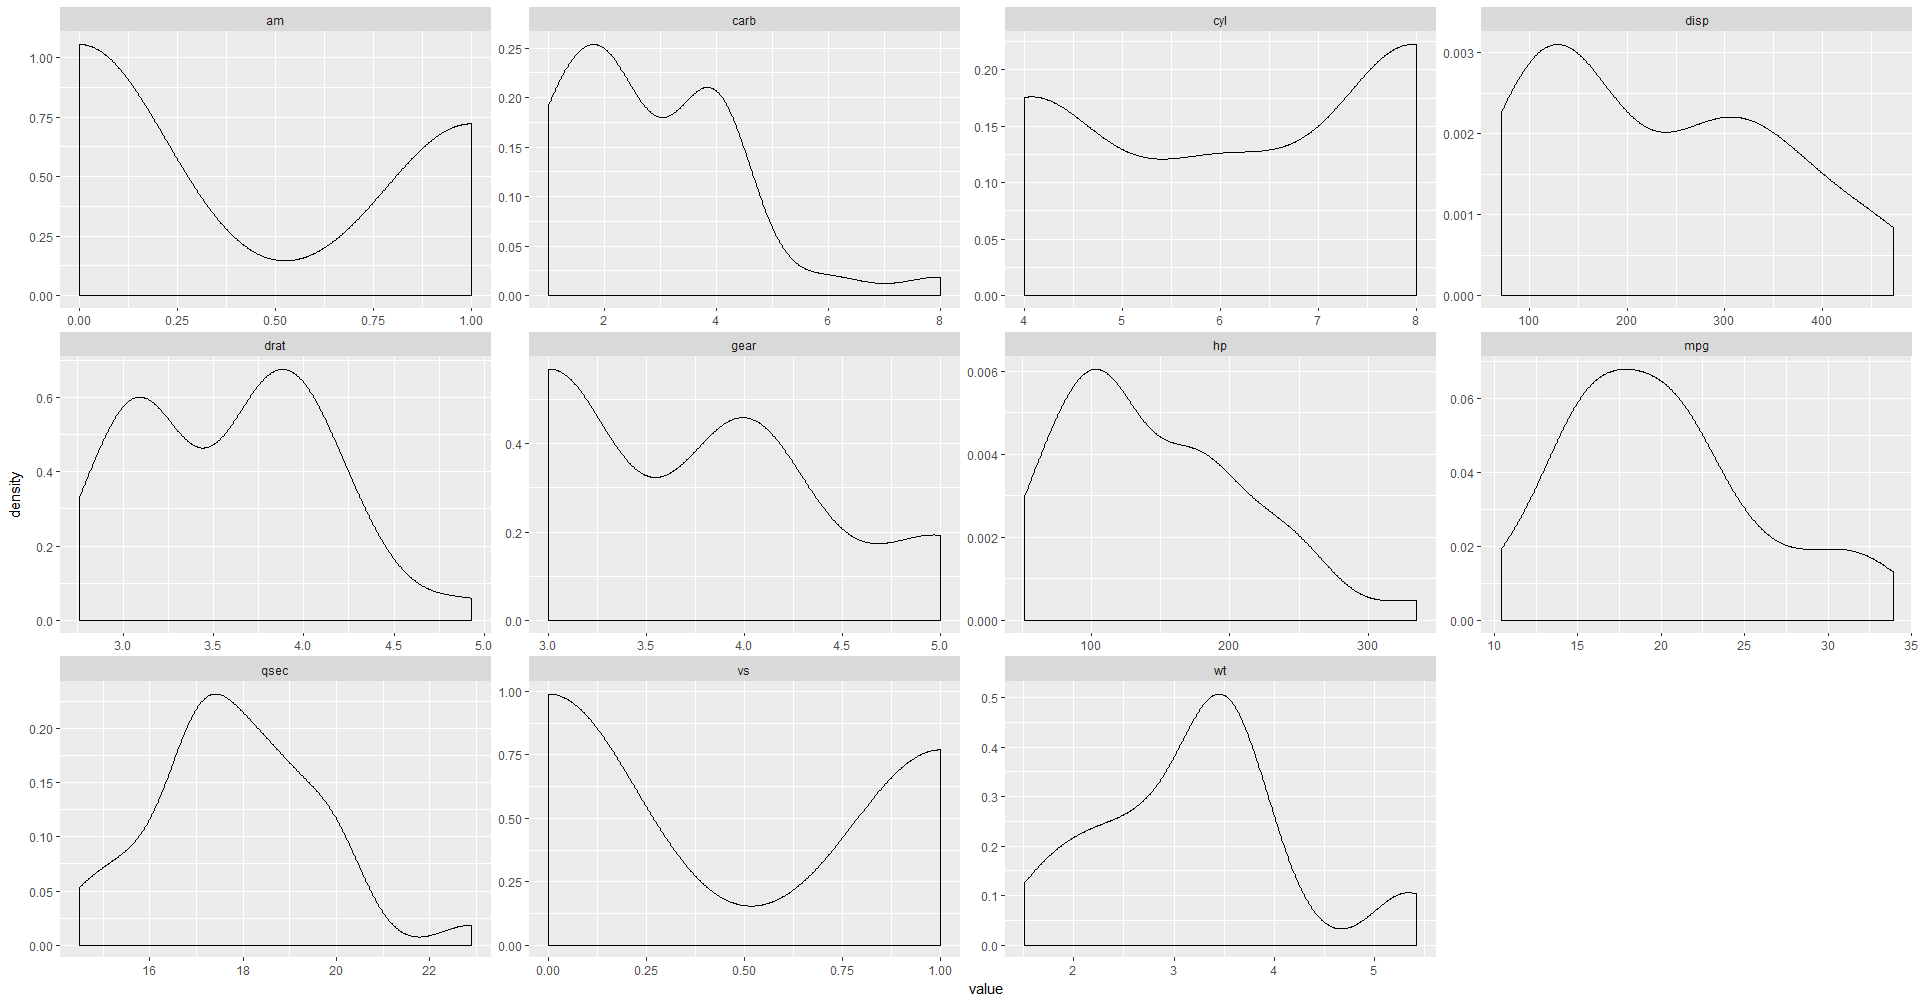 am carb cyl disp
1.00 0.75 0.50 0.25 0.00
0.25 0.20 0.15 0.10 0.05 0.00
0.20 0.15 0.10 0.05 0.00
0.003 0.002 0.001 0.000
0.00 0.25 0.50 0.75 1.00
2 4 6 8
4 5 6 7 8
100 200 300 400
drat gear hp mpg
density
0.6 0.4 0.2 0.0
0.4 0.2 0.0
0.006 0.004 0.002 0.000
0.06 0.04 0.02 0.00
3.0 3.5 4.0 4.5 5.0
3.0 3.5 4.0 4.5 5.0
100 200 300
10 15 20 25 30 35
qsec vs wt
0.20 0.15 0.10 0.05 0.00
1.00 0.75 0.50 0.25 0.00
0.5 0.4 0.3 0.2 0.1 0.0
16 18 20 22
0.00 0.25 0.50 0.75 1.00
2 3 4 5
value